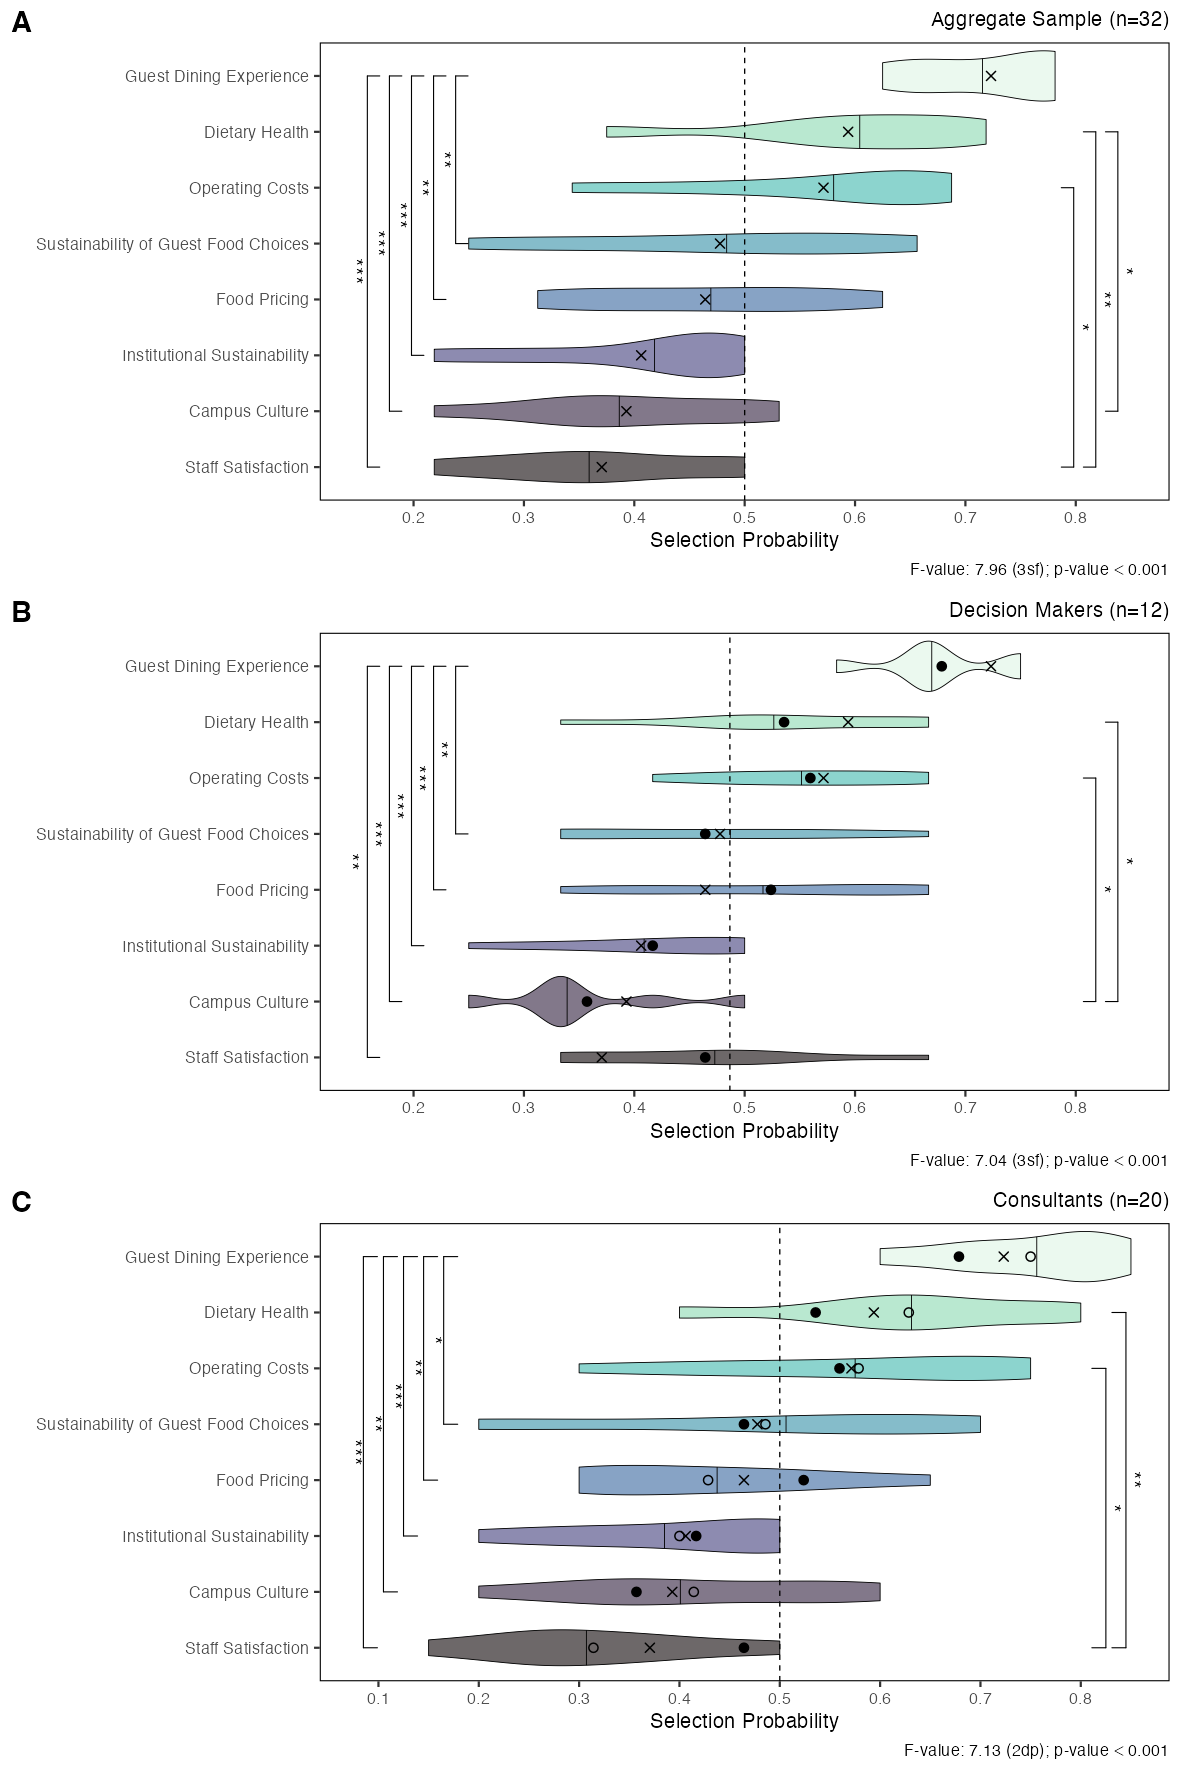 A
Aggregate Sample (n=32)
Guest Dining Experience
Dietary Health
Operating Costs
Sustainability of Guest Food Choices
Food Pricing
Institutional Sustainability
Campus Culture
Staff Satisfaction
***
***
***
**
**
*
**
*
0.2 0.3 0.4 0.5 0.6 0.7 0.8
Selection Probability
F-value: 7.96 (3sf); p-value < 0.001
B
Decision Makers (n=12)
Guest Dining Experience
Dietary Health
Operating Costs
Sustainability of Guest Food Choices
Food Pricing
Institutional Sustainability
Campus Culture
Staff Satisfaction
**
***
***
***
**
*
*
0.2 0.3 0.4 0.5 0.6 0.7 0.8
Selection Probability
F-value: 7.04 (3sf); p-value < 0.001
C
Consultants (n=20)
Guest Dining Experience
Dietary Health
Operating Costs
Sustainability of Guest Food Choices
Food Pricing
Institutional Sustainability
Campus Culture
Staff Satisfaction
***
**
***
**
*
*
**
0.1 0.2 0.3 0.4 0.5 0.6 0.7 0.8
Selection Probability
F-value: 7.13 (2dp); p-value < 0.001